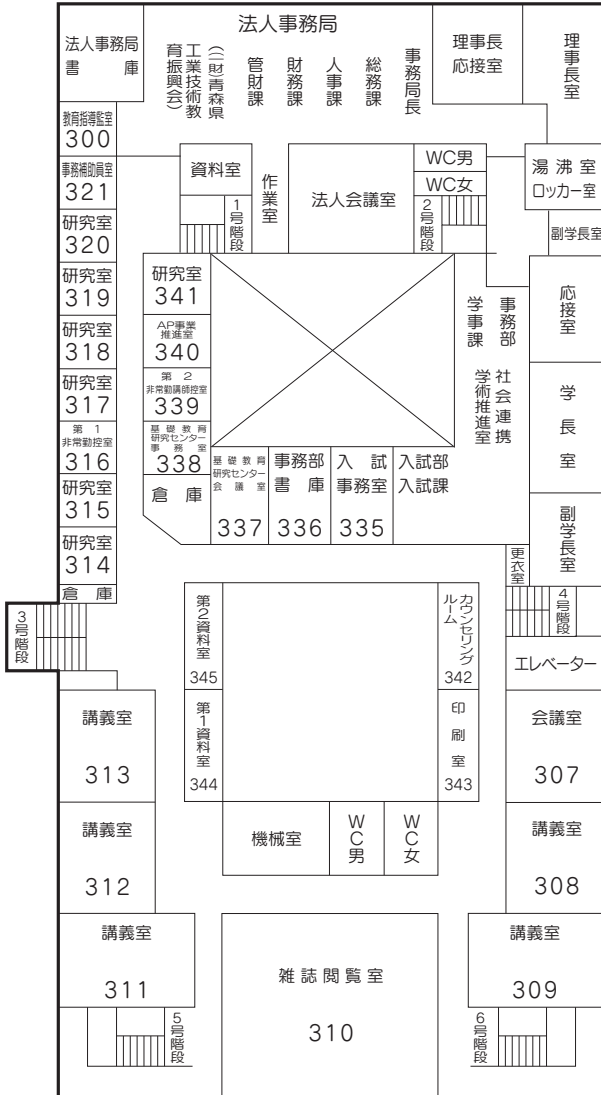 法人事務局
書庫
法人事務局
(一財)青森県
工業技術教
育振興会)
管財課
財務課
人事課
総務課
事務局長
理事長
応接室
理事長室
教育指導監室
300
事務補助員室
321
資料室
作業室
法人会議室
WC男
WC女
湯沸室
ロッカー室
1号階段
2号階段
副学長室
研究室
320
研究室
319
研究室
318
研究室
317
第1
非常勤控室
316
研究室
315
研究室
314
倉庫
研究室
341
AP事業
推進室
340
第2
非常勤講師控室
339
基礎教育
研究センター
事務室
338
倉庫
基礎教育
研究センター
会議室
337
事務部
書庫
336
入試
事務室
335
入試部
入試課
事務部
学事課
社会連携
学術推進室
応接室
学長室
副学長室
更衣室
3号階段
4号階段
エレベーター
第2資料室
345
カウンセリング
ルーム
342
第1資料室
344
印刷室
343
講義室
313
会議室
307
機械室
WC男
WC女
講義室
312
講義室
308
講義室
311
雑誌閲覧室
310
講義室
309
5号階段
6号階段